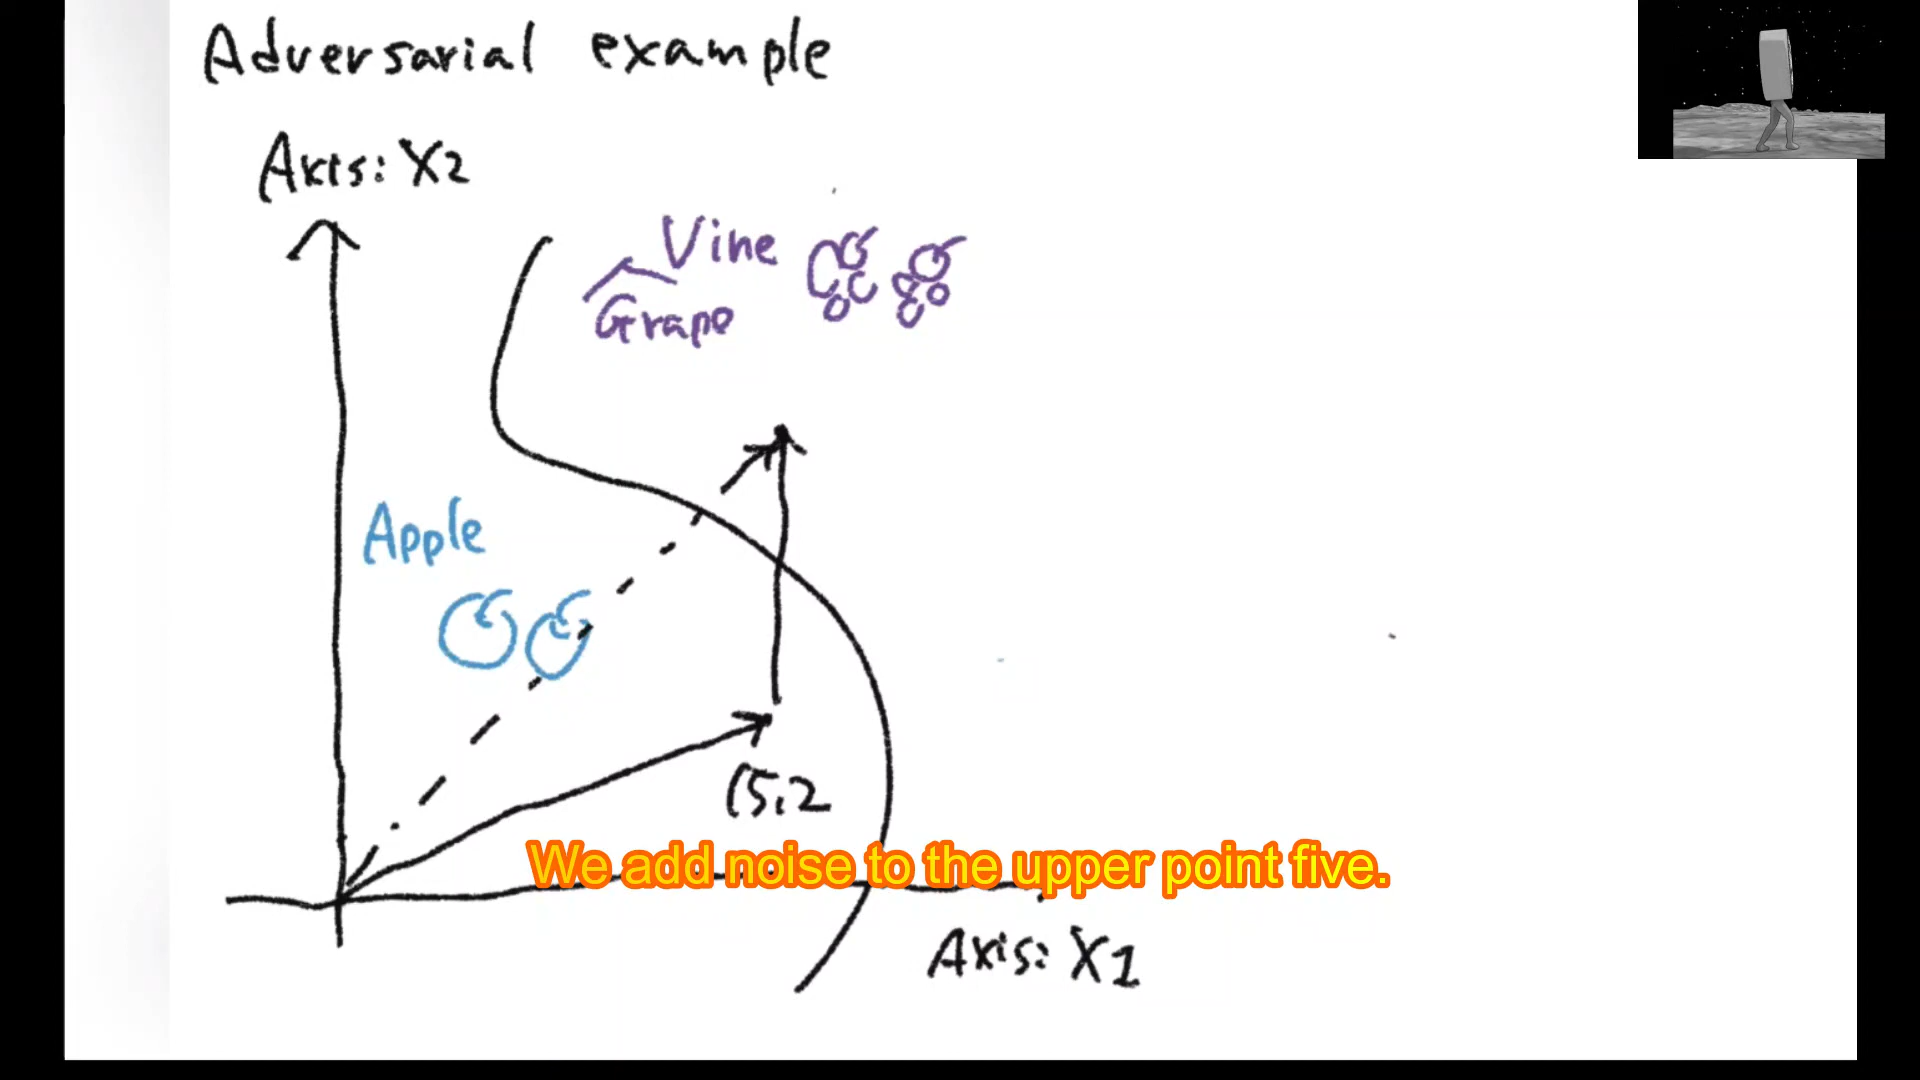 Adversarial example
Axis: X2
Vine
Grape
Apple
(5,2
We add noise to the upper point five.
Axis: X1